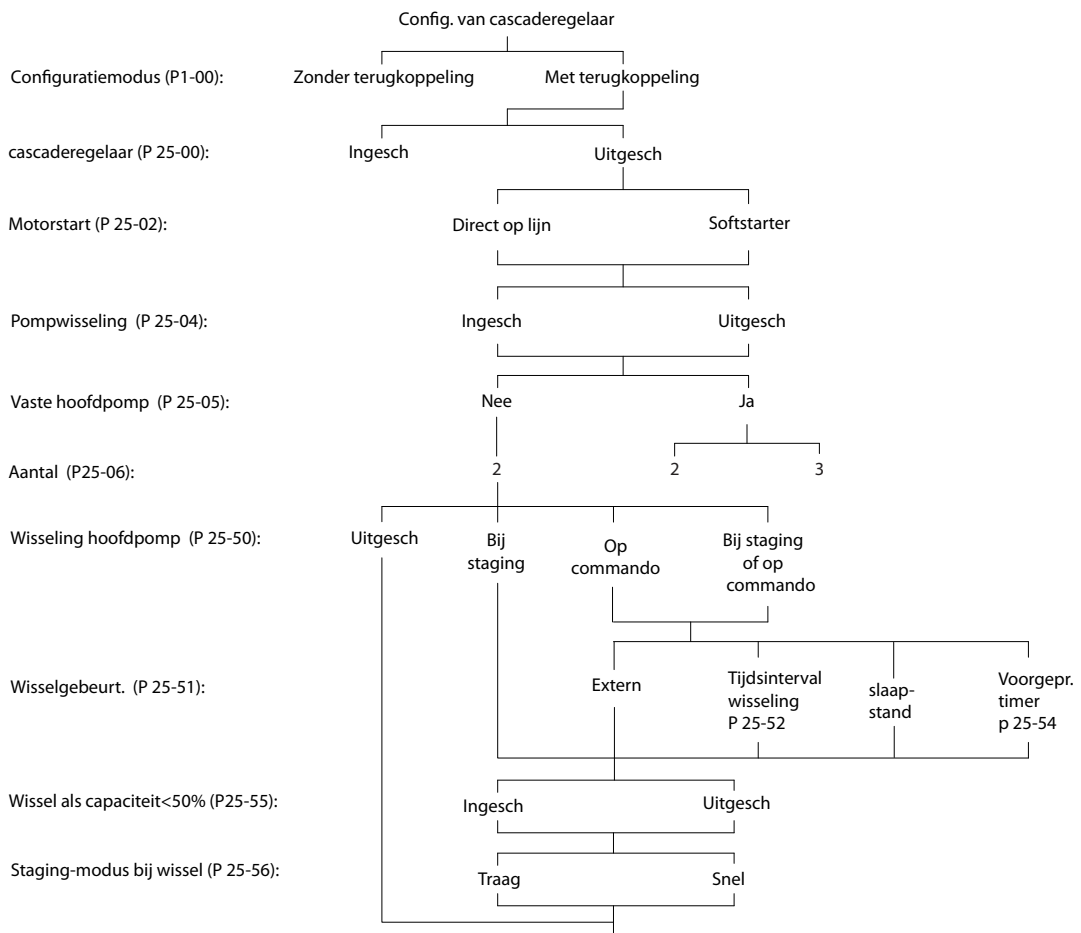 Config. van cascaderegelaar
Configuratiemodus (P1-00): Zonder terugkoppeling Met terugkoppeling
cascaderegelaar (P 25-00): Ingesch Uitgesch
Motorstart (P 25-02): Direct op lijn Softstarter
Pompwisseling (P 25-04): Ingesch Uitgesch
Vaste hoofdpomp (P 25-05): Nee Ja
Aantal (P25-06): 2 2 3
Wisseling hoofdpomp (P 25-50): Uitgesch
Bij
staging
Op
commando
Bij staging
of op
commando
Wisselgebeurt. (P 25-51): Extern
Tijdsinterval
wisseling
P 25-52
slaap-
stand
Voorgepr.
timer
p 25-54
Wissel als capaciteit<50% (P25-55): Ingesch Uitgesch
Staging-modus bij wissel (P 25-56): Traag Snel